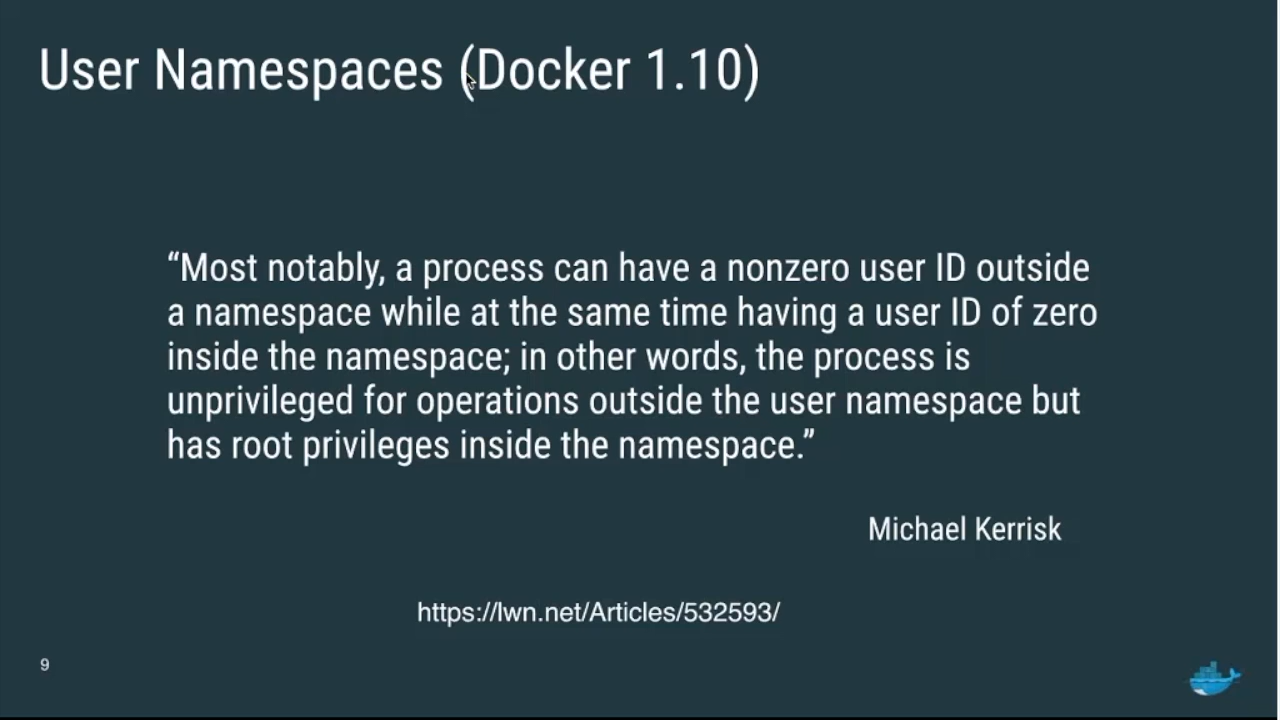 User Namespaces (Docker 1.10)
“Most notably, a process can have a nonzero user ID outside
a namespace while at the same time having a user ID of zero
inside the namespace; in other words, the process is
unprivileged for operations outside the user namespace but
has root privileges inside the namespace.”
Michael Kerrisk
https://lwn.net/Articles/532593/
9